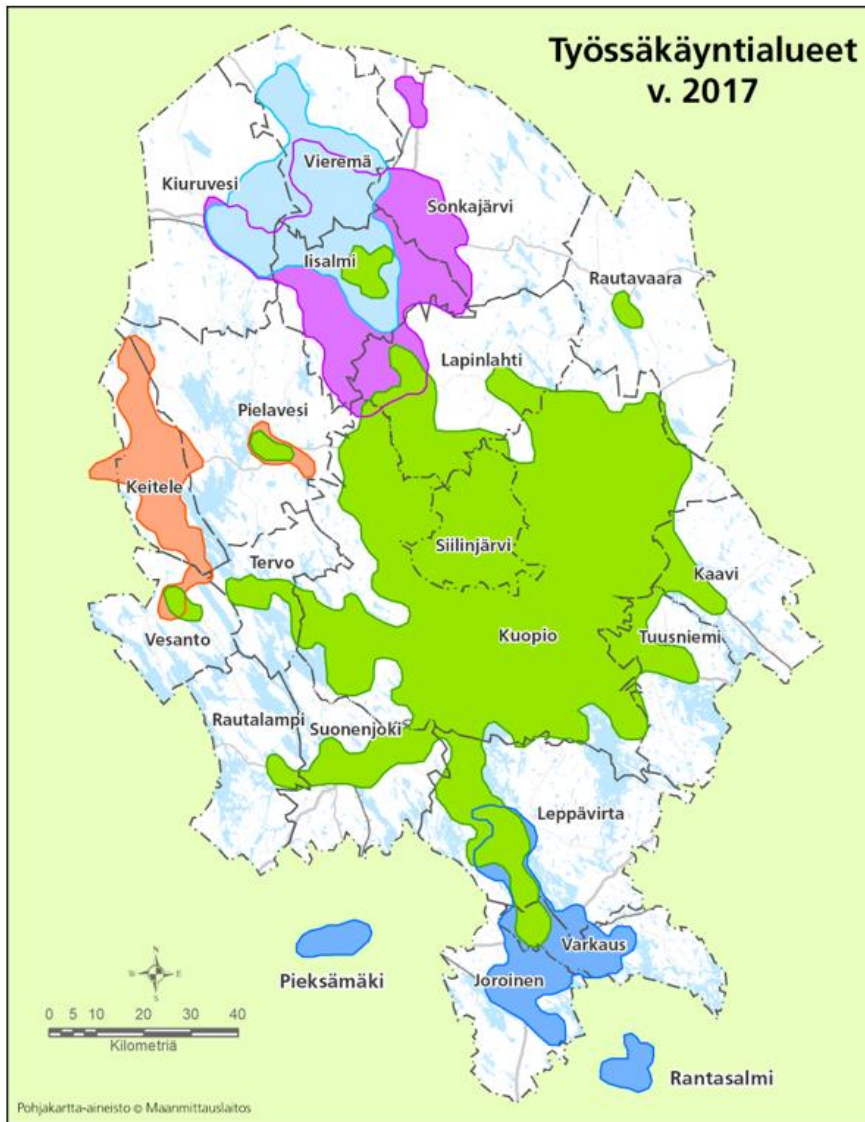 Työssäkäyntialueet
v. 2017
Vieremä
Kiuruvesi
Sonkajärvi
Iisalmi
Rautavaara
Lapinlahti
Pielavesi
Keitele
Siilinjärvi
Tervo
Kaavi
Vesanto
Kuopio
Tuusniemi
Rautalampi
Suonenjoki
Leppävirta
Varkaus
Pieksämäki
Joroinen
Rantasalmi
N
W E
S
0 5 10 20 30 40
Kilometriä
Pohjakartta-aineisto © Maanmittauslaitos